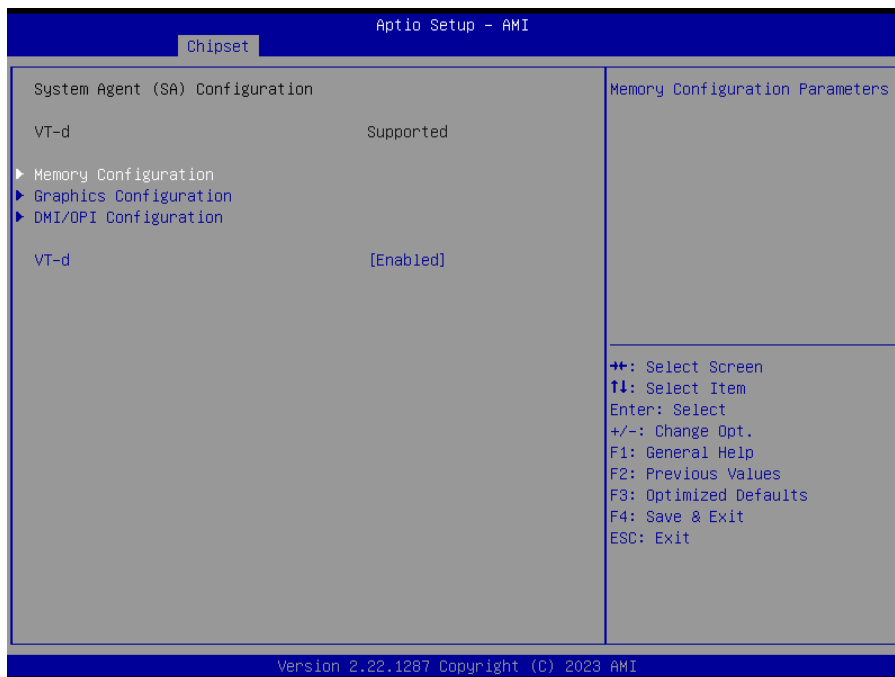 Aptio Setup – AMI
Chipset
System Agent (SA) Configuration
VT-d Supported
Memory Configuration
Graphics Configuration
DMI/OPI Configuration
VT-d [Enabled]
Memory Configuration Parameters
→←: Select Screen
↑↓: Select Item
Enter: Select
+/-: Change Opt.
F1: General Help
F2: Previous Values
F3: Optimized Defaults
F4: Save & Exit
ESC: Exit
Version 2.22.1287 Copyright (C) 2023 AMI